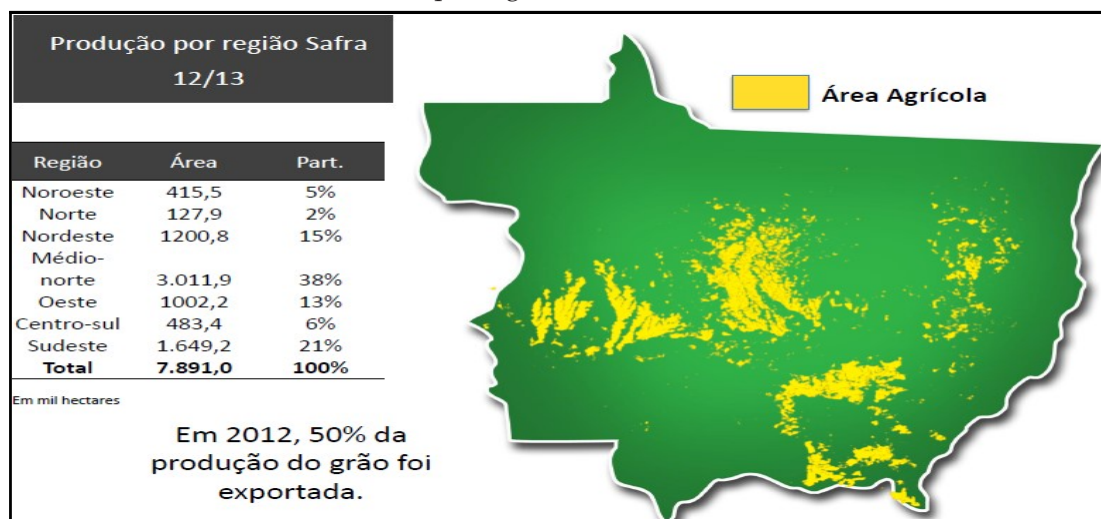 Produção por região Safra
12/13
Área Agrícola
Região Área Part.
Noroeste 415,5 5%
Norte 127,9 2%
Nordeste 1200,8 15%
Médio-
norte 3.011,9 38%
Oeste 1002,2 13%
Centro-sul 483,4 6%
Sudeste 1.649,2 21%
Total 7.891,0 100%
Em mil hectares
Em 2012, 50% da
produção do grão foi
exportada.